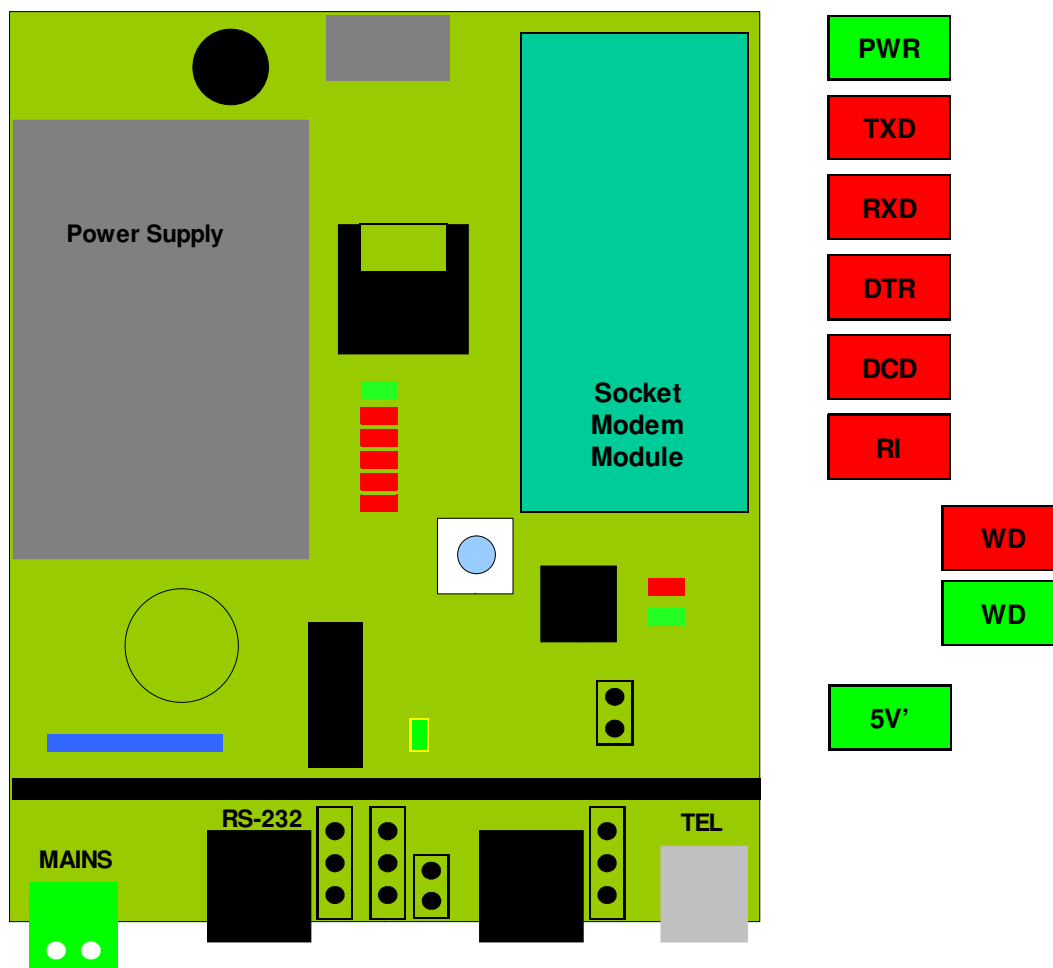 PWR
TXD
RXD
Power Supply
DTR
DCD
Socket
Modem
Module
RI
WD
WD
5V'
RS-232
TEL
MAINS